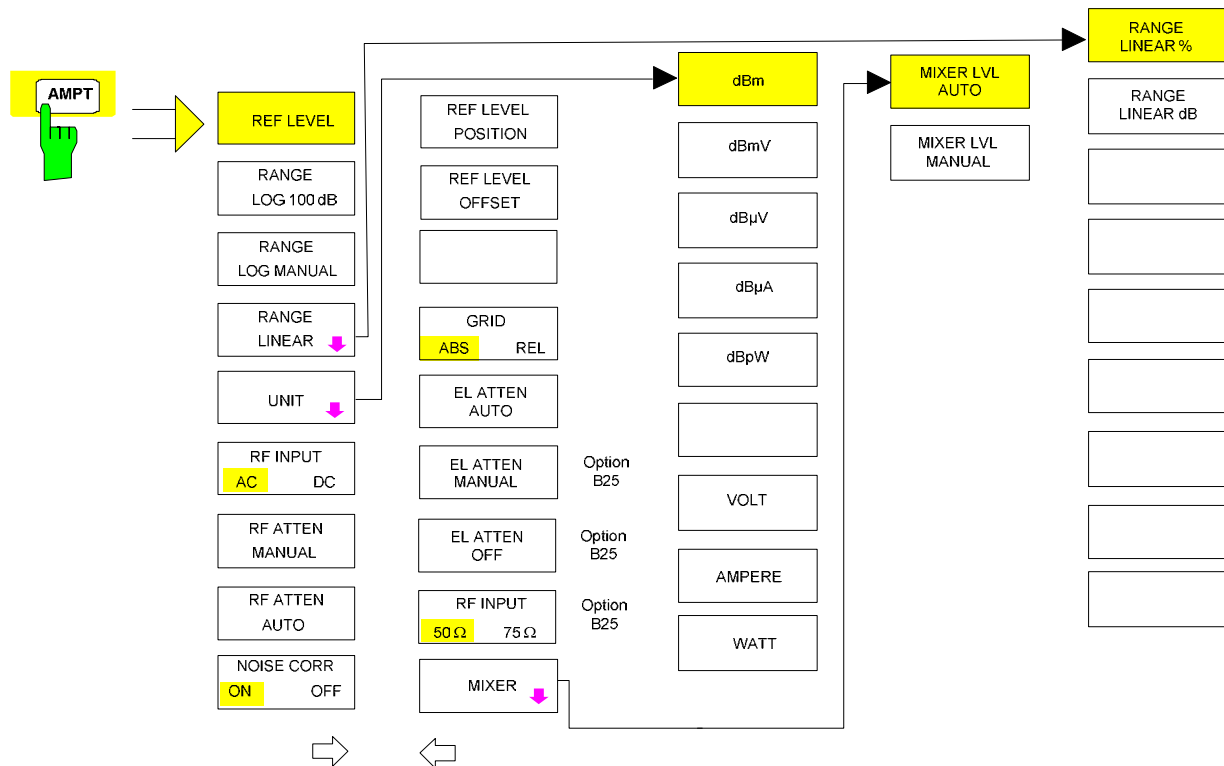 AMPT
REF LEVEL
RANGE
LOG 100 dB
RANGE
LOG MANUAL
RANGE
LINEAR
UNIT
RF INPUT
AC DC
RF ATTEN
MANUAL
RF ATTEN
AUTO
NOISE CORR
ON OFF
REF LEVEL
POSITION
REF LEVEL
OFFSET
GRID
ABS REL
EL ATTEN
AUTO
EL ATTEN
MANUAL
Option
B25
EL ATTEN
OFF
Option
B25
RF INPUT
50 Ω 75 Ω
Option
B25
MIXER
dBm
dBmV
dBµV
dBµA
dBpW
VOLT
AMPERE
WATT
MIXER LVL
AUTO
MIXER LVL
MANUAL
RANGE
LINEAR %
RANGE
LINEAR dB